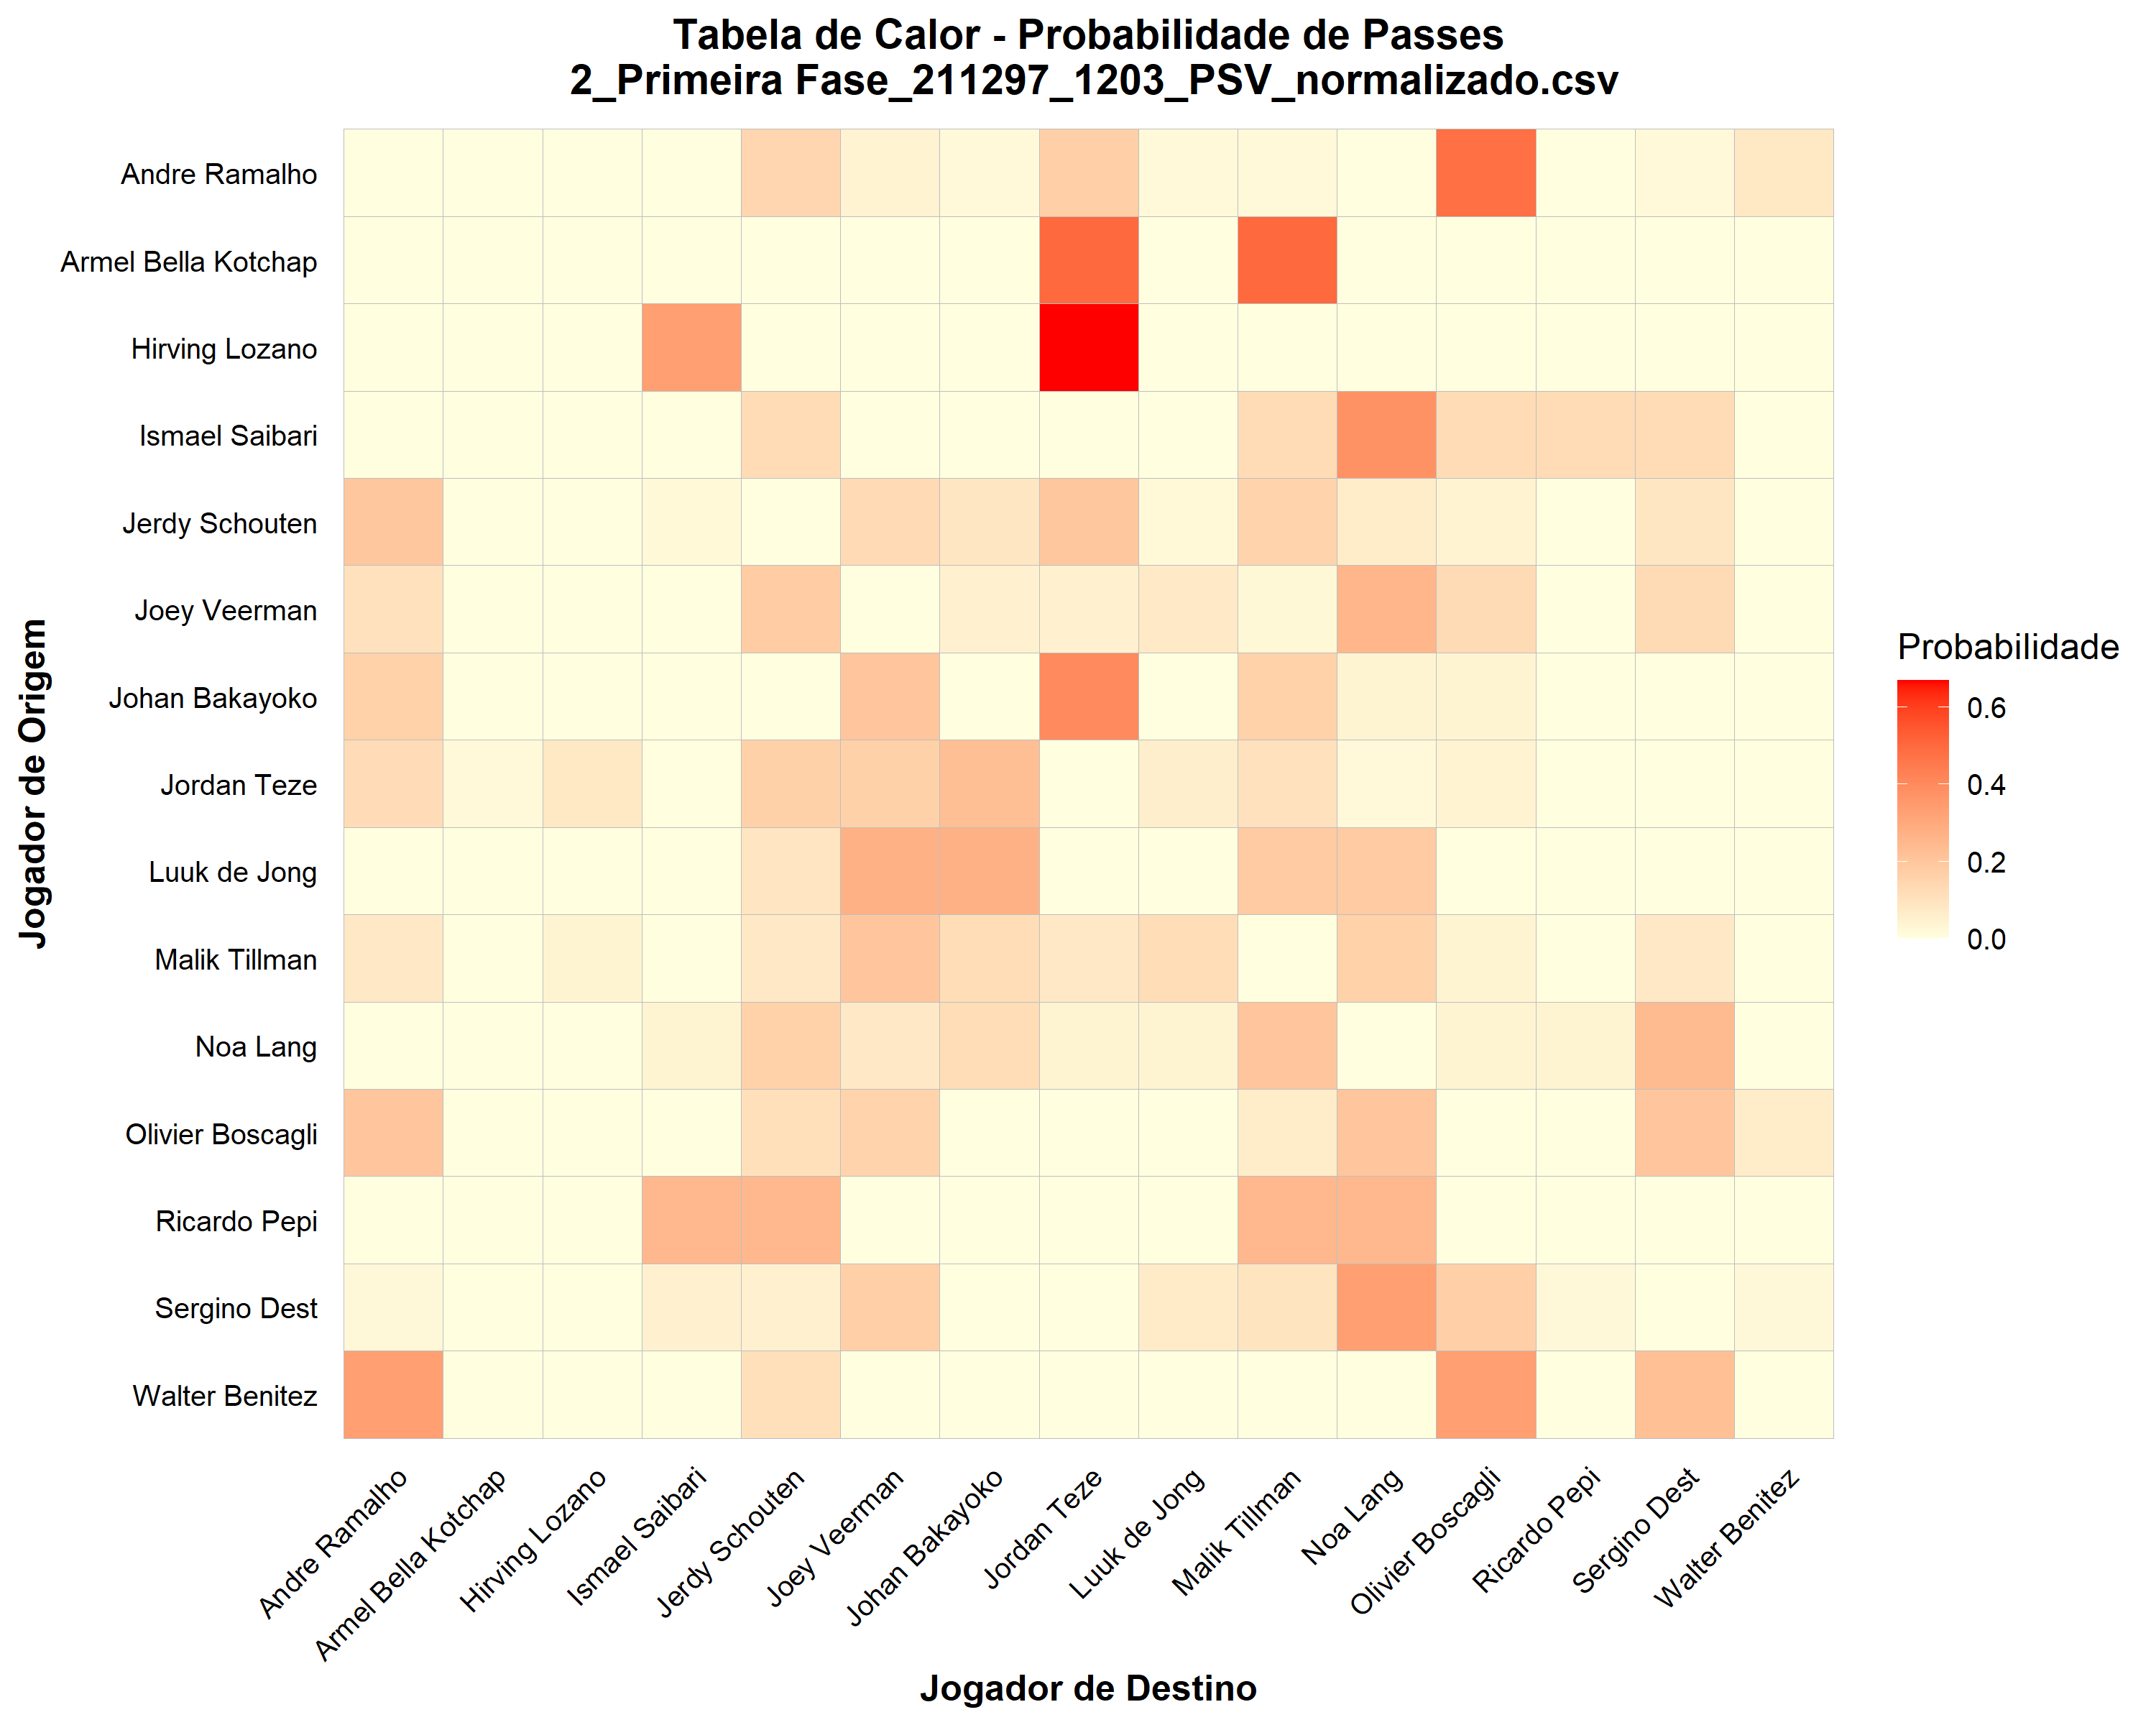 Tabela de Calor - Probabilidade de Passes
2_Primeira Fase_211297_1203_PSV_normalizado.csv
Jogador de Origem
Andre Ramalho
Armel Bella Kotchap
Hirving Lozano
Ismael Saibari
Jerdy Schouten
Joey Veerman
Johan Bakayoko
Jordan Teze
Luuk de Jong
Malik Tillman
Noa Lang
Olivier Boscagli
Ricardo Pepi
Sergino Dest
Walter Benitez
Andre Ramalho
Armel Bella Kotchap
Hirving Lozano
Ismael Saibari
Jerdy Schouten
Joey Veerman
Johan Bakayoko
Jordan Teze
Luuk de Jong
Malik Tillman
Noa Lang
Olivier Boscagli
Ricardo Pepi
Sergino Dest
Walter Benitez
Jogador de Destino
Probabilidade
0.6
0.4
0.2
0.0